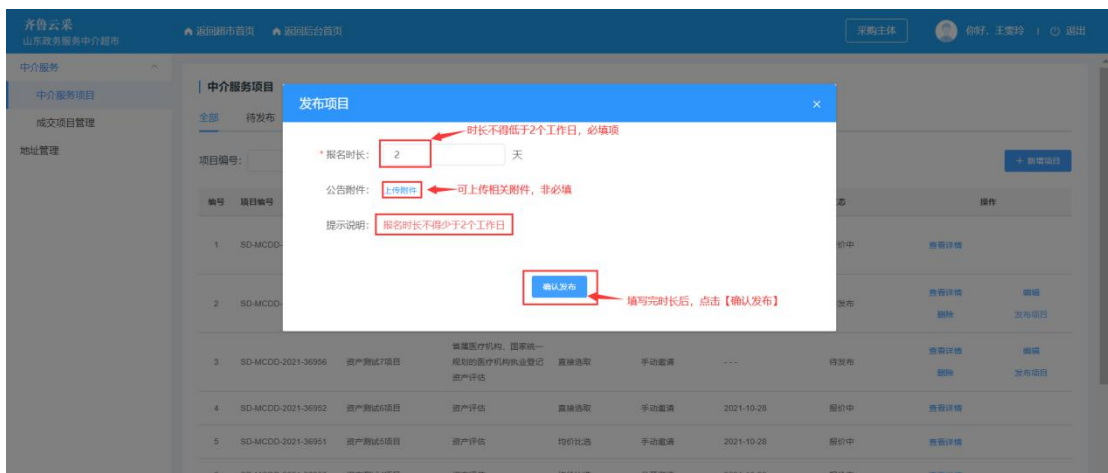 齐鲁云采
山东政务服务中介超市
返回超市首页 返回后台首页
采购主体 你好, 王雪玲 | 退出
中介服务
中介服务项目
成交项目管理
地址管理
中介服务项目
全部 待发布
项目编号:
+ 新增项目
发布项目 ×
时长不得低于2个工作日，必填项
* 报名时长： 2 天
公告附件： 上传附件 可上传相关附件，非必填
提示说明： 报名时长不得少于2个工作日
确认发布
填写完时长后，点击【确认发布】
编号 项目编号 操作
1 SD-MCDD- 查看详情
2 SD-MCDD- 查看详情 编辑
删除 发布项目
3 SD-MCDD-2021-36956 资产测试7项目 省属医疗机构、国家统一规划的医疗机构执业登记 资产评估 直接选取 手动邀请 --- 待发布 查看详情 编辑
删除 发布项目
4 SD-MCDD-2021-36952 资产测试6项目 资产评估 直接选取 手动邀请 2021-10-28 报价中 查看详情
5 SD-MCDD-2021-36951 资产测试5项目 资产评估 均价比选 手动邀请 2021-10-28 报价中 查看详情